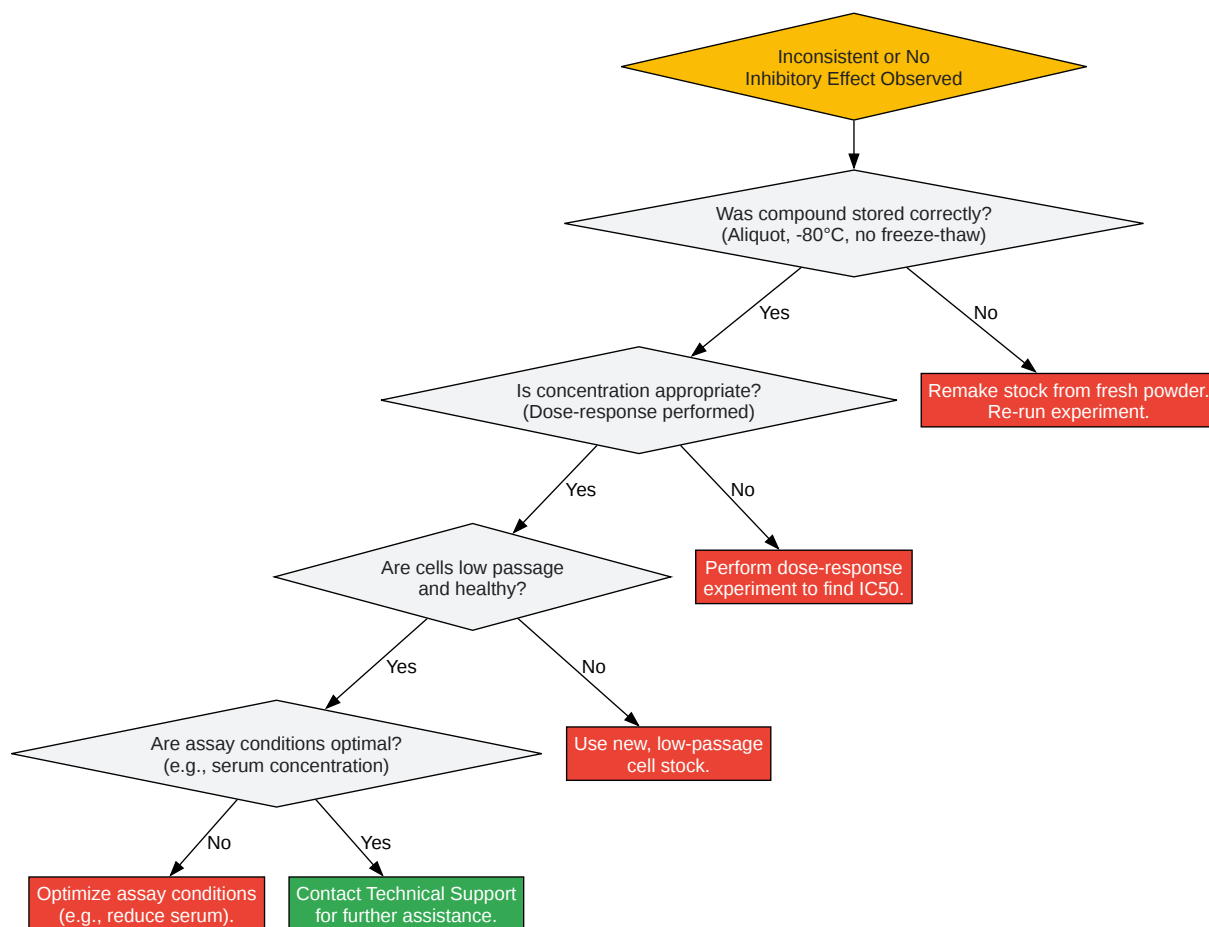 Inconsistent or No
Inhibitory Effect Observed
Was compound stored correctly?
(Aliquot, -80°C, no freeze-thaw)
Yes
No
Is concentration appropriate?
(Dose-response performed)
Remake stock from fresh powder.
Re-run experiment.
Yes
No
Are cells low passage
and healthy?
Perform dose-response
experiment to find IC50.
Yes
No
Are assay conditions optimal?
(e.g., serum concentration)
Use new, low-passage
cell stock.
No
Yes
Optimize assay conditions
(e.g., reduce serum).
Contact Technical Support
for further assistance.